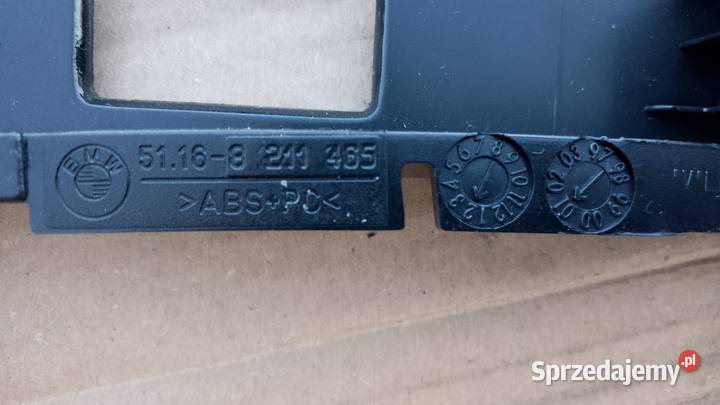 BMW
51.16-8 211 465
>ABS+PC<
1 2 3 4 5 6 7 8 9 10 11 12
97 98 99 00 01 02 03
Sprzedajemy.pl